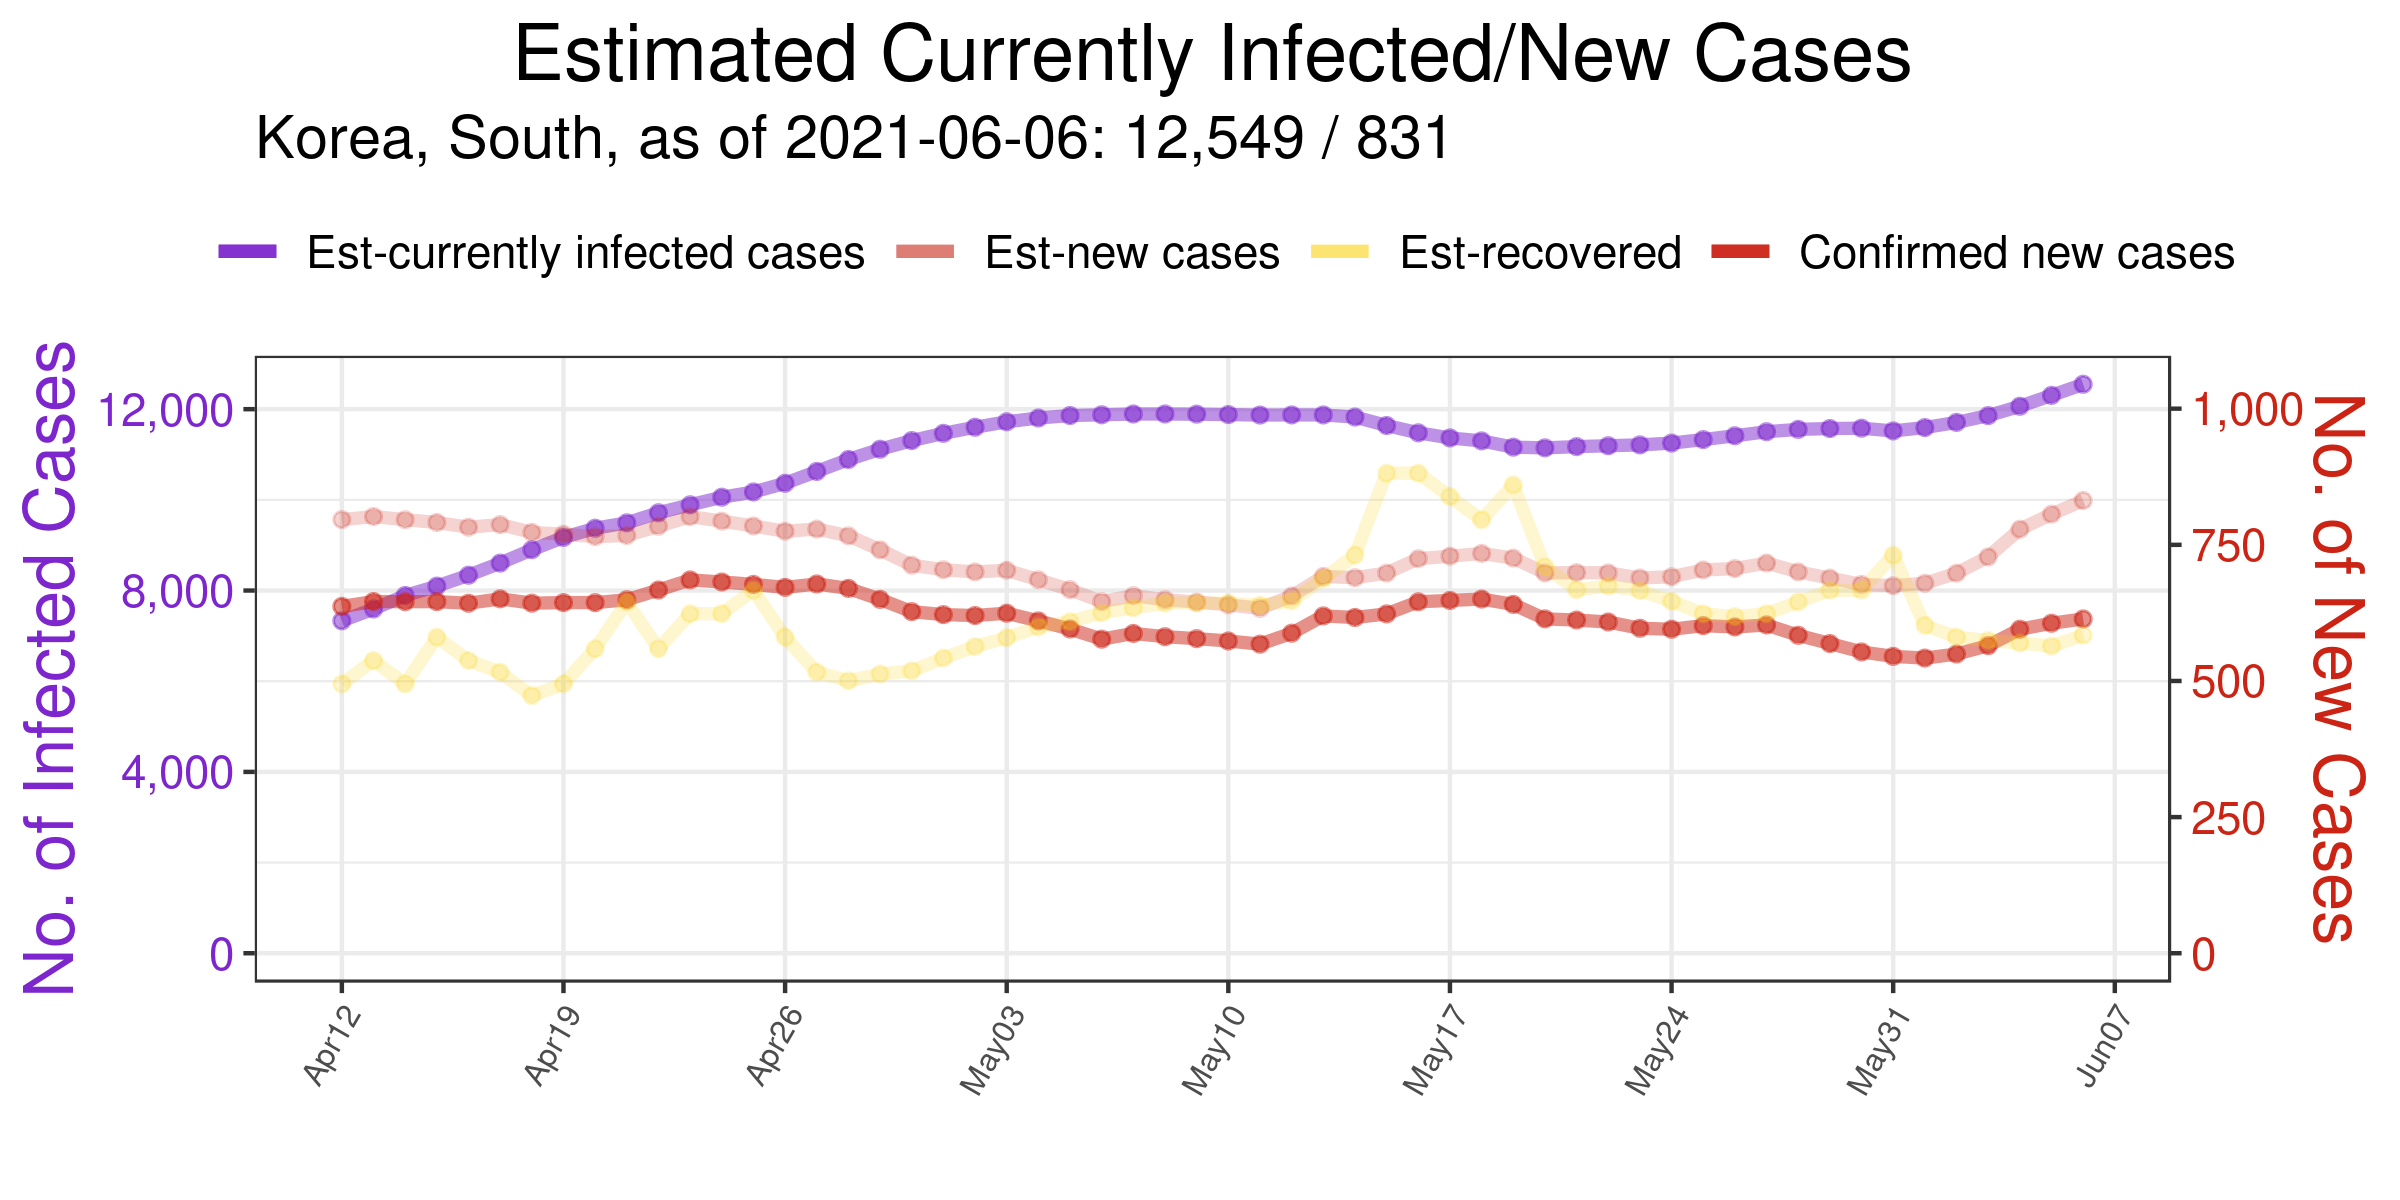 Estimated Currently Infected/New Cases
Korea, South, as of 2021-06-06: 12,549 / 831
Est-currently infected cases Est-new cases Est-recovered Confirmed new cases
No. of Infected Cases
12,000
8,000
4,000
0
1,000
750
500
250
0
No. of New Cases
Apr12 Apr19 Apr26 May03 May10 May17 May24 May31 Jun07